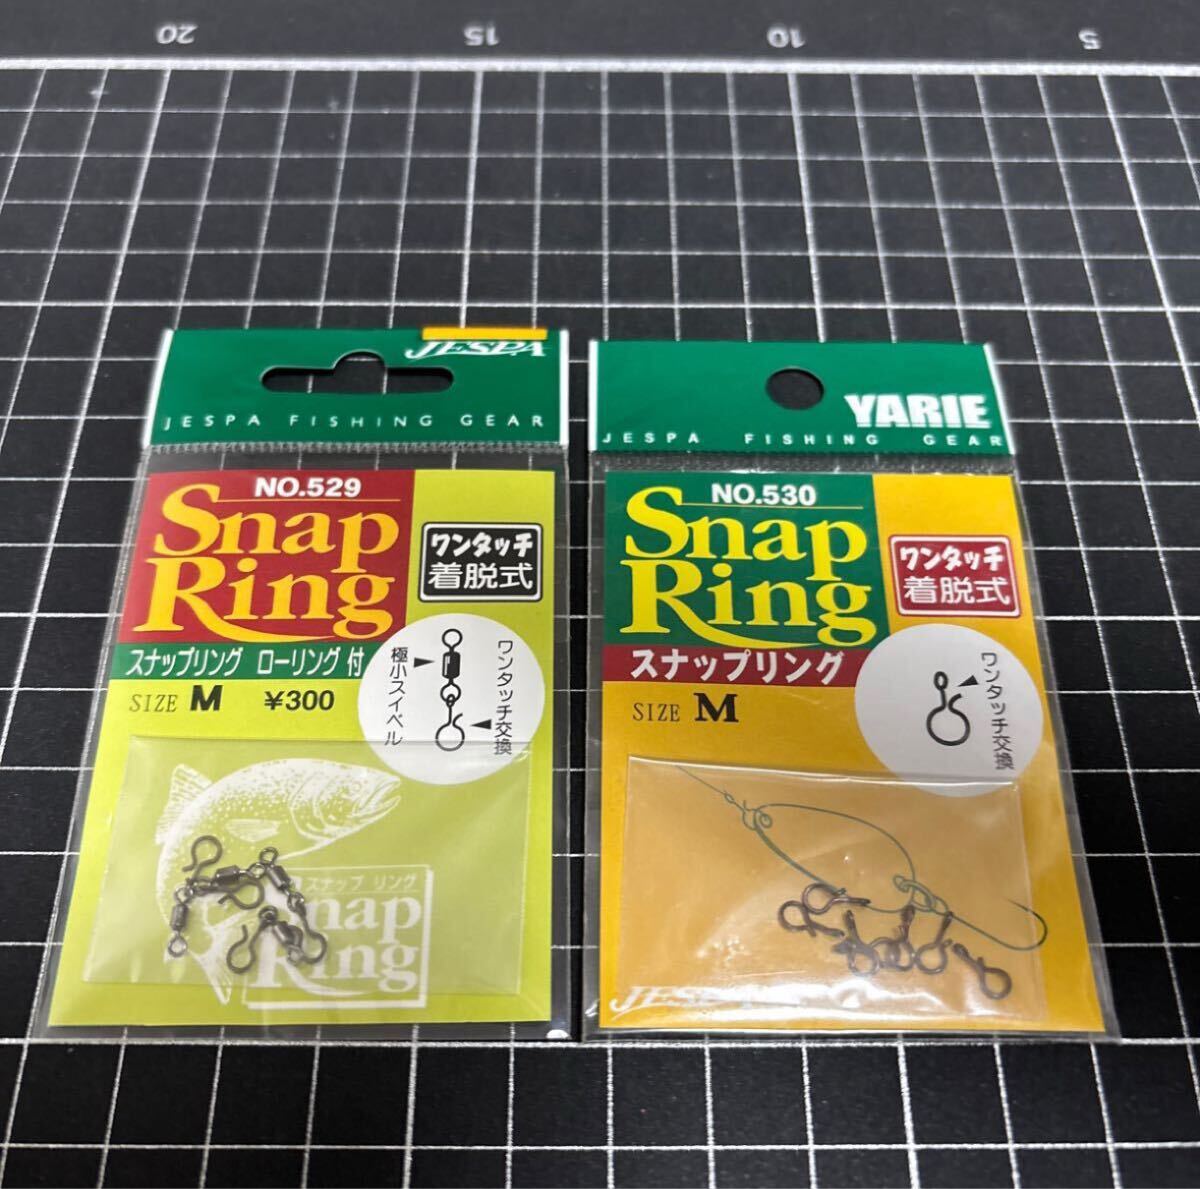 20 15 10 5
JESPA
JESPA FISHING GEAR
NO.529
Snap
Ring
ワンタッチ
着脱式
スナップリング ローリング付
SIZE M ¥300
極小スイベル
ワンタッチ交換
スナップ リング
Snap
Ring
YARIE
JESPA FISHING GEAR
NO.530
Snap
Ring
ワンタッチ
着脱式
スナップリング
SIZE M
ワンタッチ交換
JESPA